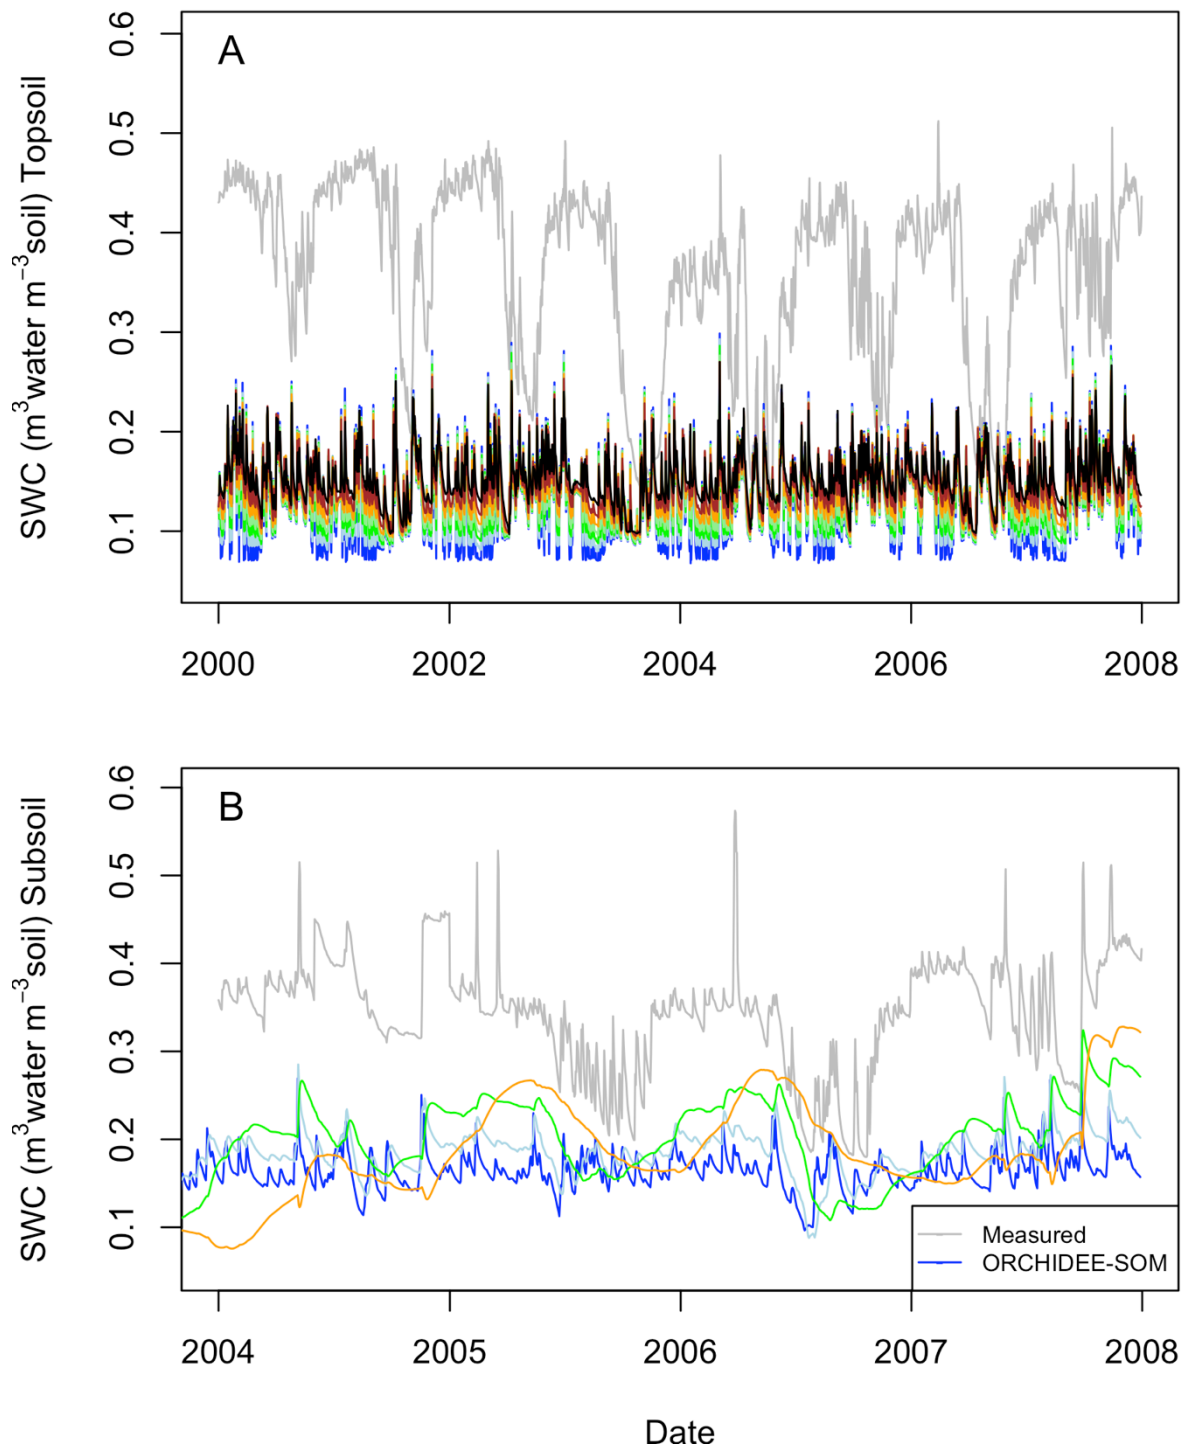 A
SWC (m³water m⁻³soil) Topsoil
0.6
0.5
0.4
0.3
0.2
0.1
2000 2002 2004 2006 2008
B
SWC (m³water m⁻³soil) Subsoil
0.6
0.5
0.4
0.3
0.2
0.1
Measured
ORCHIDEE-SOM
2004 2005 2006 2007 2008
Date